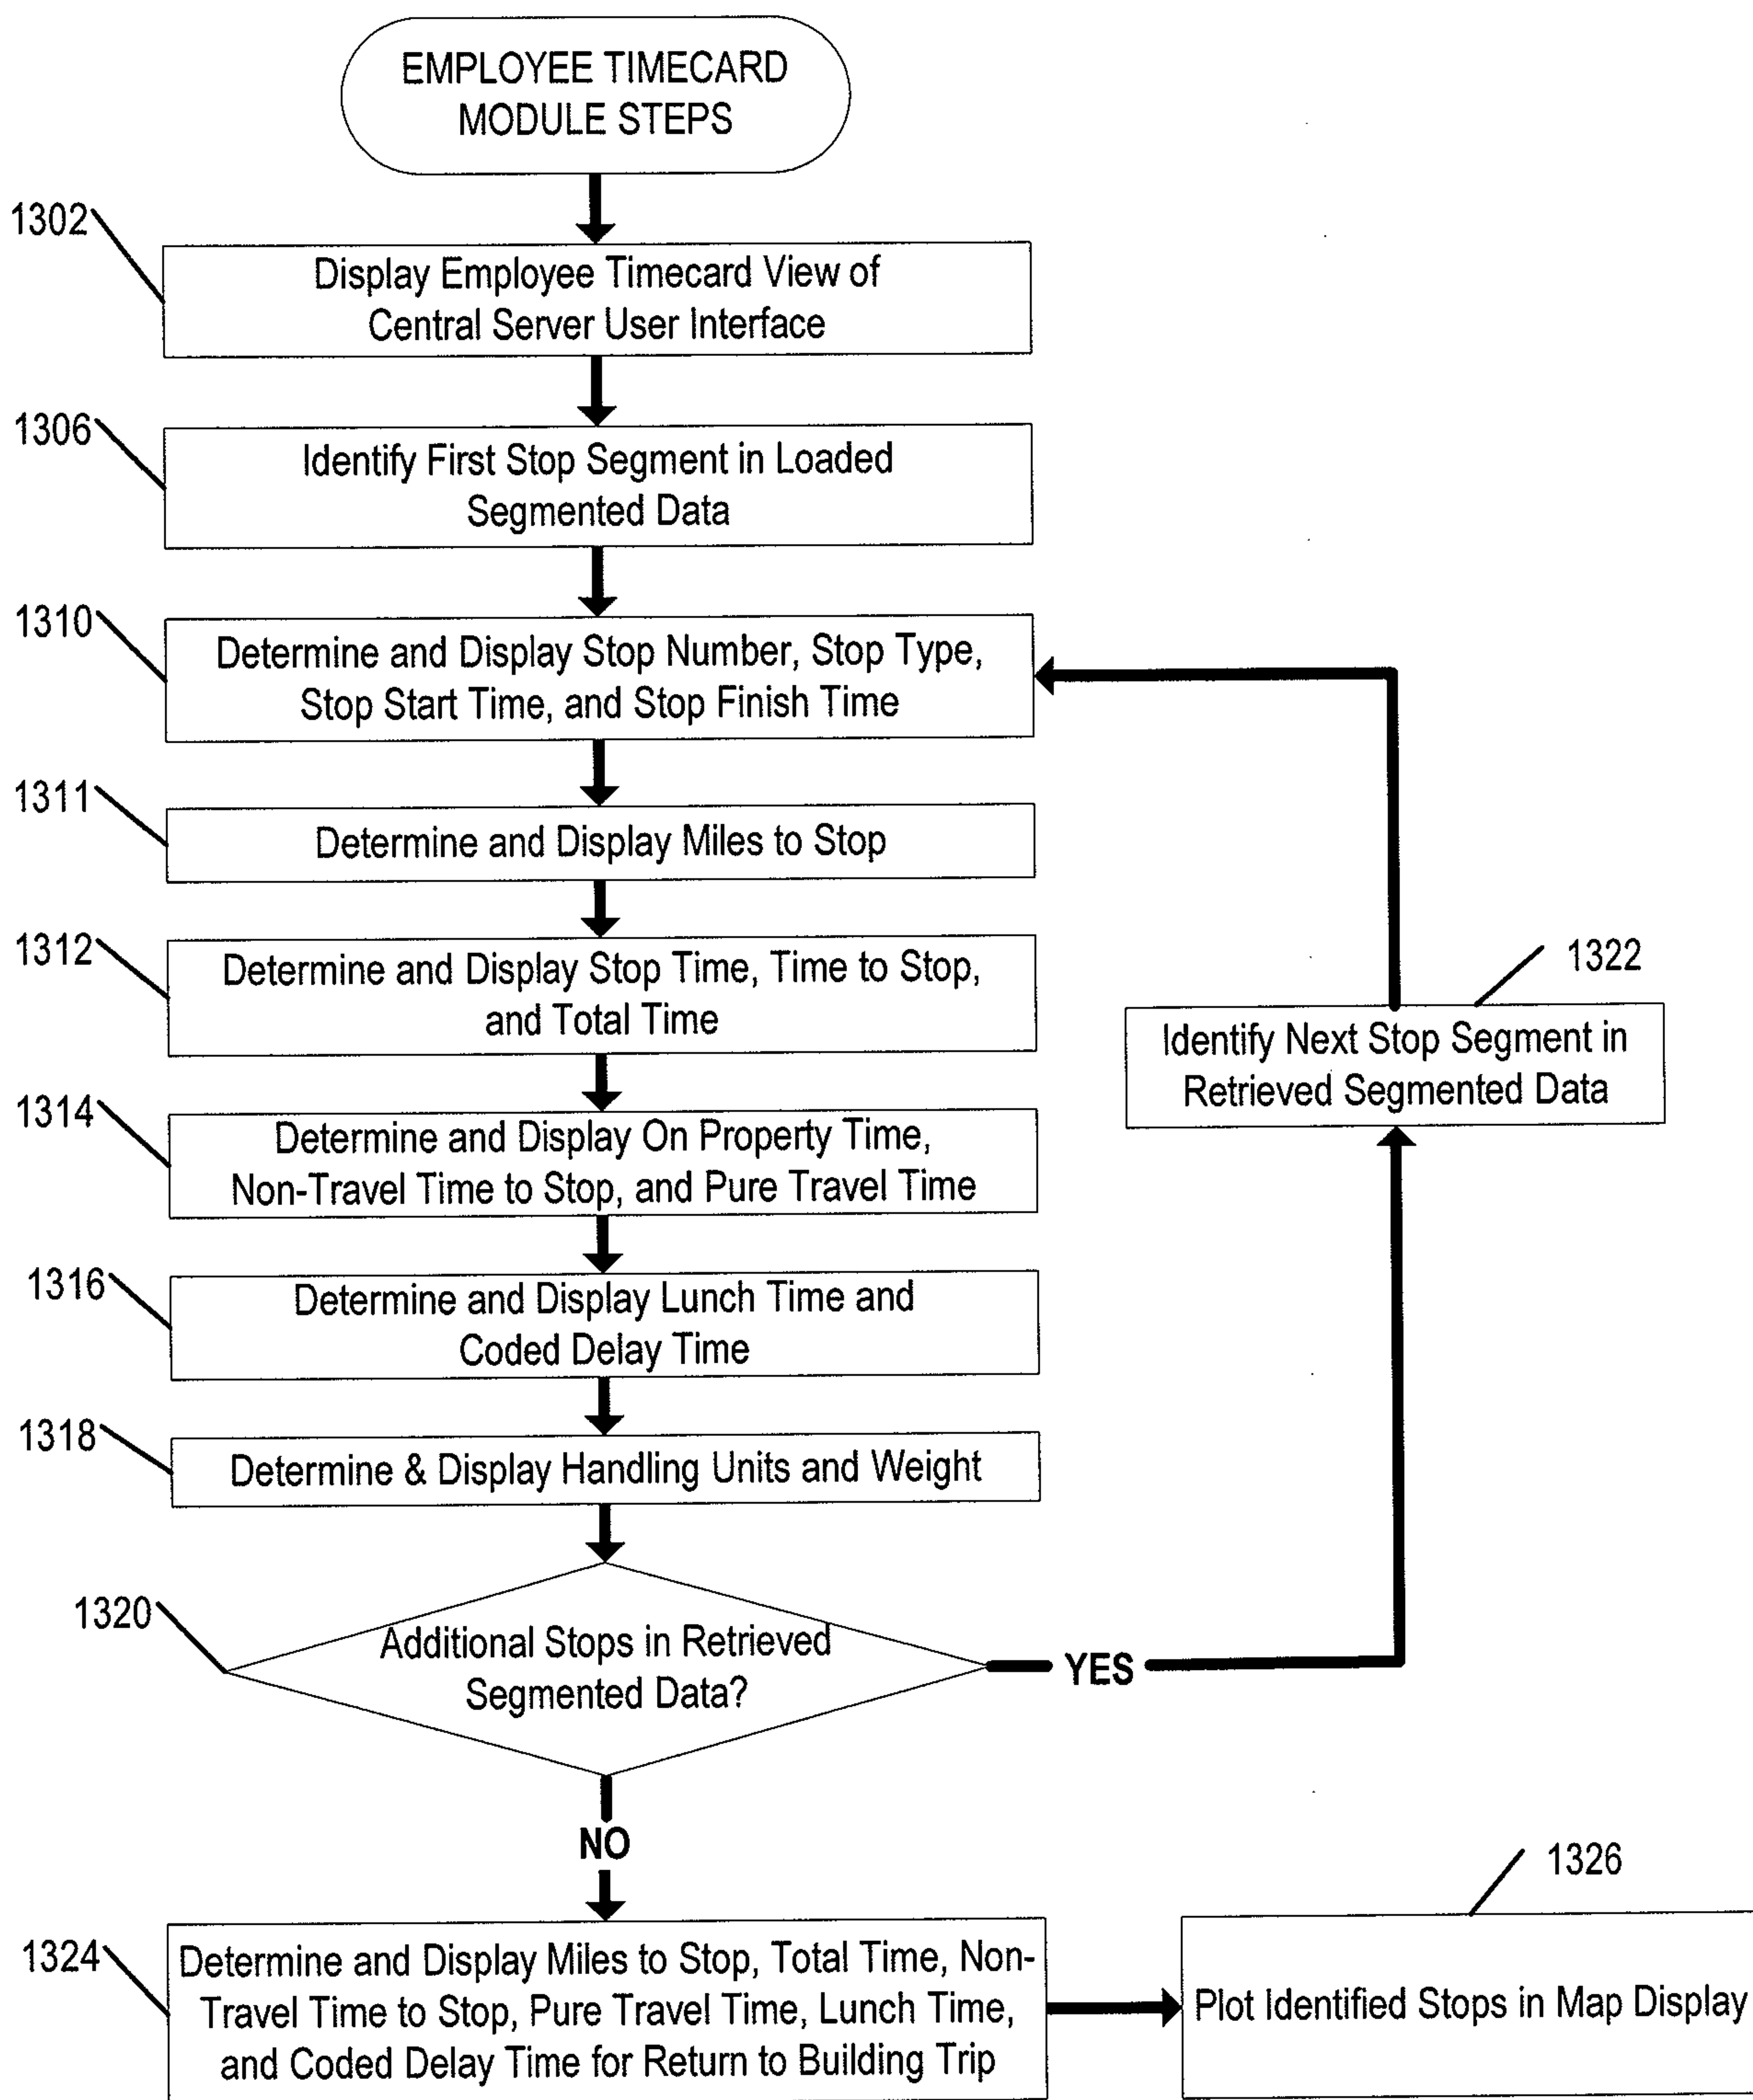 EMPLOYEE TIMECARD
MODULE STEPS
1302
Display Employee Timecard View of
Central Server User Interface
1306
Identify First Stop Segment in Loaded
Segmented Data
1310
Determine and Display Stop Number, Stop Type,
Stop Start Time, and Stop Finish Time
1311
Determine and Display Miles to Stop
1312
Determine and Display Stop Time, Time to Stop,
and Total Time
1322
Identify Next Stop Segment in
Retrieved Segmented Data
1314
Determine and Display On Property Time,
Non-Travel Time to Stop, and Pure Travel Time
1316
Determine and Display Lunch Time and
Coded Delay Time
1318
Determine & Display Handling Units and Weight
1320
Additional Stops in Retrieved
Segmented Data?
YES
NO
1324
Determine and Display Miles to Stop, Total Time, Non-
Travel Time to Stop, Pure Travel Time, Lunch Time,
and Coded Delay Time for Return to Building Trip
1326
Plot Identified Stops in Map Display